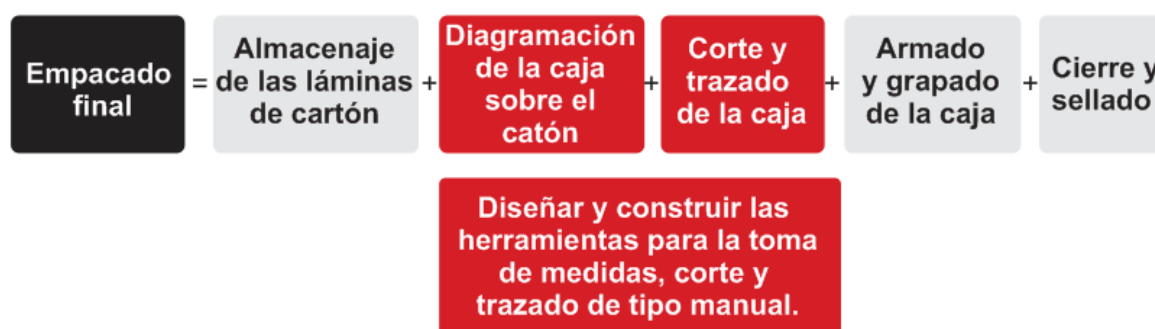 Empacado
final
=
Almacenaje
de las láminas
de cartón
+
Diagramación
de la caja
sobre el
catón
+
Corte y
trazado
de la caja
+
Armado
y grapado
de la caja
+
Cierre y
sellado
Diseñar y construir las
herramientas para la toma
de medidas, corte y
trazado de tipo manual.